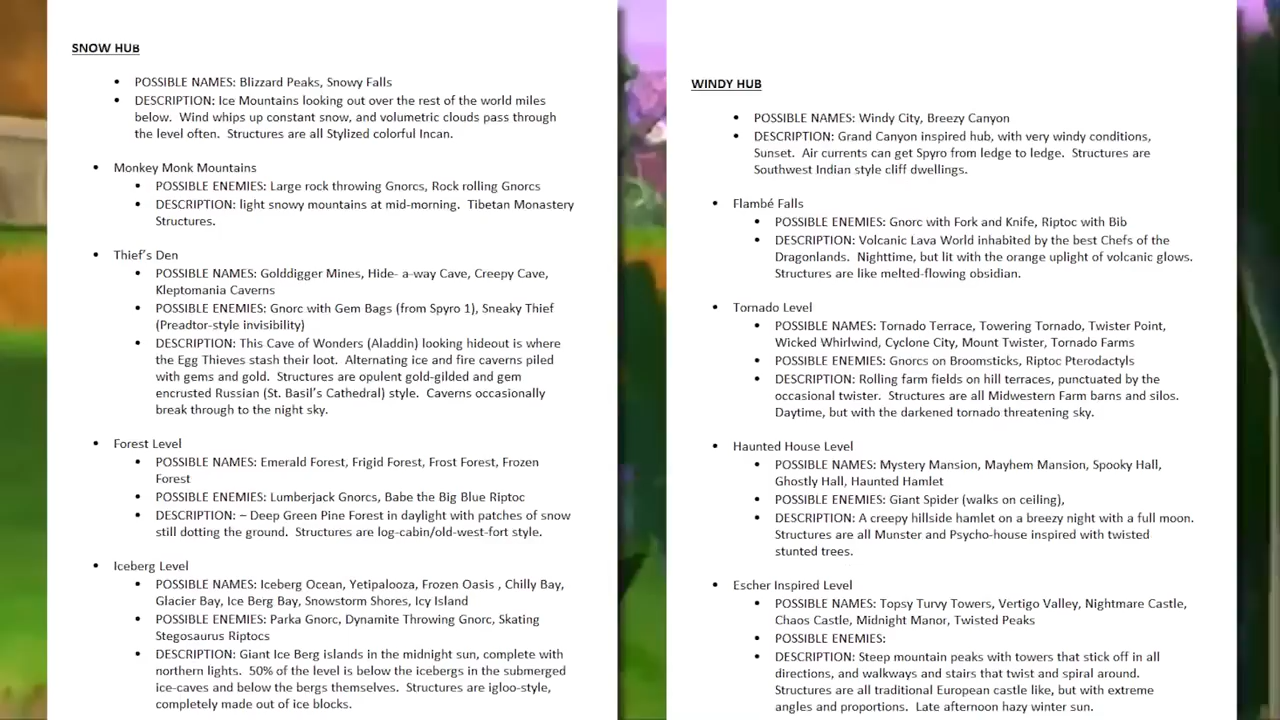 SNOW HUB
• POSSIBLE NAMES: Blizzard Peaks, Snowy Falls
• DESCRIPTION: Ice Mountains looking out over the rest of the world miles
below. Wind whips up constant snow, and volumetric clouds pass through
the level often. Structures are all Stylized colorful Incan.
• Monkey Monk Mountains
• POSSIBLE ENEMIES: Large rock throwing Gnorcs, Rock rolling Gnorcs
• DESCRIPTION: light snowy mountains at mid-morning. Tibetan Monastery
Structures.
• Thief's Den
• POSSIBLE NAMES: Golddigger Mines, Hide- a-way Cave, Creepy Cave,
Kleptomania Caverns
• POSSIBLE ENEMIES: Gnorc with Gem Bags (from Spyro 1), Sneaky Thief
(Preadtor-style invisibility)
• DESCRIPTION: This Cave of Wonders (Aladdin) looking hideout is where
the Egg Thieves stash their loot. Alternating ice and fire caverns piled
with gems and gold. Structures are opulent gold-gilded and gem
encrusted Russian (St. Basil's Cathedral) style. Caverns occasionally
break through to the night sky.
• Forest Level
• POSSIBLE NAMES: Emerald Forest, Frigid Forest, Frost Forest, Frozen
Forest
• POSSIBLE ENEMIES: Lumberjack Gnorcs, Babe the Big Blue Riptoc
• DESCRIPTION: ~ Deep Green Pine Forest in daylight with patches of snow
still dotting the ground. Structures are log-cabin/old-west-fort style.
• Iceberg Level
• POSSIBLE NAMES: Iceberg Ocean, Yetipalooza, Frozen Oasis , Chilly Bay,
Glacier Bay, Ice Berg Bay, Snowstorm Shores, Icy Island
• POSSIBLE ENEMIES: Parka Gnorc, Dynamite Throwing Gnorc, Skating
Stegosaurus Riptocs
• DESCRIPTION: Giant Ice Berg islands in the midnight sun, complete with
northern lights. 50% of the level is below the icebergs in the submerged
ice-caves and below the bergs themselves. Structures are igloo-style,
completely made out of ice blocks.
WINDY HUB
• POSSIBLE NAMES: Windy City, Breezy Canyon
• DESCRIPTION: Grand Canyon inspired hub, with very windy conditions,
Sunset. Air currents can get Spyro from ledge to ledge. Structures are
Southwest Indian style cliff dwellings.
• Flambé Falls
• POSSIBLE ENEMIES: Gnorc with Fork and Knife, Riptoc with Bib
• DESCRIPTION: Volcanic Lava World inhabited by the best Chefs of the
Dragonlands. Nighttime, but lit with the orange uplight of volcanic glows.
Structures are like melted-flowing obsidian.
• Tornado Level
• POSSIBLE NAMES: Tornado Terrace, Towering Tornado, Twister Point,
Wicked Whirlwind, Cyclone City, Mount Twister, Tornado Farms
• POSSIBLE ENEMIES: Gnorcs on Broomsticks, Riptoc Pterodactyls
• DESCRIPTION: Rolling farm fields on hill terraces, punctuated by the
occasional twister. Structures are all Midwestern Farm barns and silos.
Daytime, but with the darkened tornado threatening sky.
• Haunted House Level
• POSSIBLE NAMES: Mystery Mansion, Mayhem Mansion, Spooky Hall,
Ghostly Hall, Haunted Hamlet
• POSSIBLE ENEMIES: Giant Spider (walks on ceiling),
• DESCRIPTION: A creepy hillside hamlet on a breezy night with a full moon.
Structures are all Munster and Psycho-house inspired with twisted
stunted trees.
• Escher Inspired Level
• POSSIBLE NAMES: Topsy Turvy Towers, Vertigo Valley, Nightmare Castle,
Chaos Castle, Midnight Manor, Twisted Peaks
• POSSIBLE ENEMIES:
• DESCRIPTION: Steep mountain peaks with towers that stick off in all
directions, and walkways and stairs that twist and spiral around.
Structures are all traditional European castle like, but with extreme
angles and proportions. Late afternoon hazy winter sun.